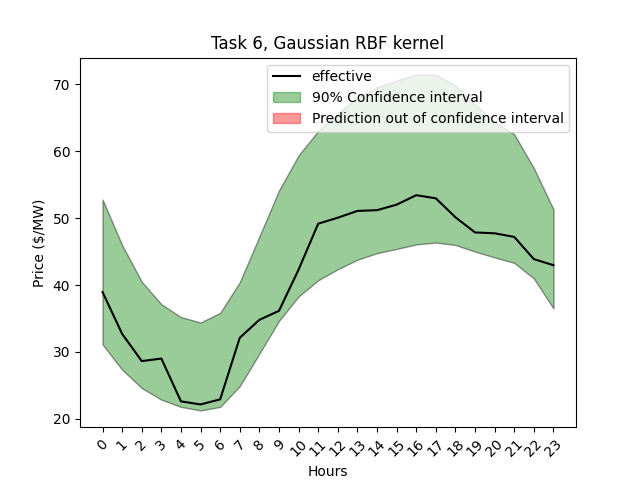 Task 6, Gaussian RBF kernel
effective
90% Confidence interval
Prediction out of confidence interval
Price ($/MW)
70
60
50
40
30
20
0 1 2 3 4 5 6 7 8 9 10 11 12 13 14 15 16 17 18 19 20 21 22 23
Hours